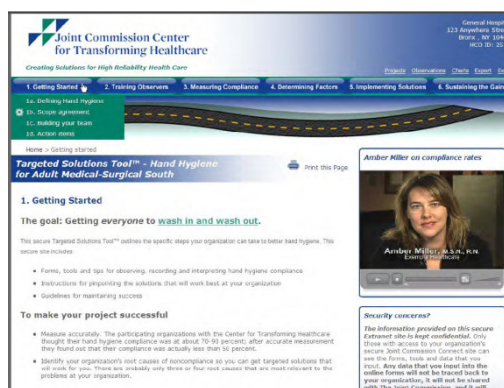 Joint Commission Center
for Transforming Healthcare
Creating Solutions for High Reliability Health Care
General Hospi
123 Anywhere Stre
Bronx , NY 104
HCO ID: 25
Projects Observations Charts Export
1. Getting Started
2. Training Observers
3. Measuring Compliance
4. Determining Factors
5. Implementing Solutions
6. Sustaining the Gain
1a. Defining Hand Hygiene
1b. Scope agreement
1c. Building your team
1d. Action items
Home > Getting started
Targeted Solutions Tool™ - Hand Hygiene
for Adult Medical-Surgical South
Print this Page
1. Getting Started
The goal: Getting everyone to wash in and wash out.
This secure Targeted Solutions Tool™ outlines the specific steps your organization can take to better hand hygiene. This
secure site includes:
• Forms, tools and tips for observing, recording and interpreting hand hygiene compliance
• Instructions for pinpointing the solutions that will work best at your organization
• Guidelines for maintaining success
To make your project successful
• Measure accurately. The participating organizations with the Center for Transforming Healthcare
thought their hand hygiene compliance was at about 70-90 percent; after accurate measurement
they found out that their compliance was actually less than 50 percent.
• Identify your organization's root causes of noncompliance so you can get targeted solutions that
will work for you. There are probably only three or four root causes that are most relevant to the
problems at your organization.
Amber Miller on compliance rates
Amber Miller, M.S.N., R.N.
Exempla Healthcare
Security concerns?
The information provided on this secure
Extranet site is kept confidential. Only
those with access to your organization's
secure Joint Commission Connect site can
see the forms, tools and data that you
input. Any data that you input into the
online forms will not be traced back to
your organization, it will not be shared
with The Joint Commission, and it will